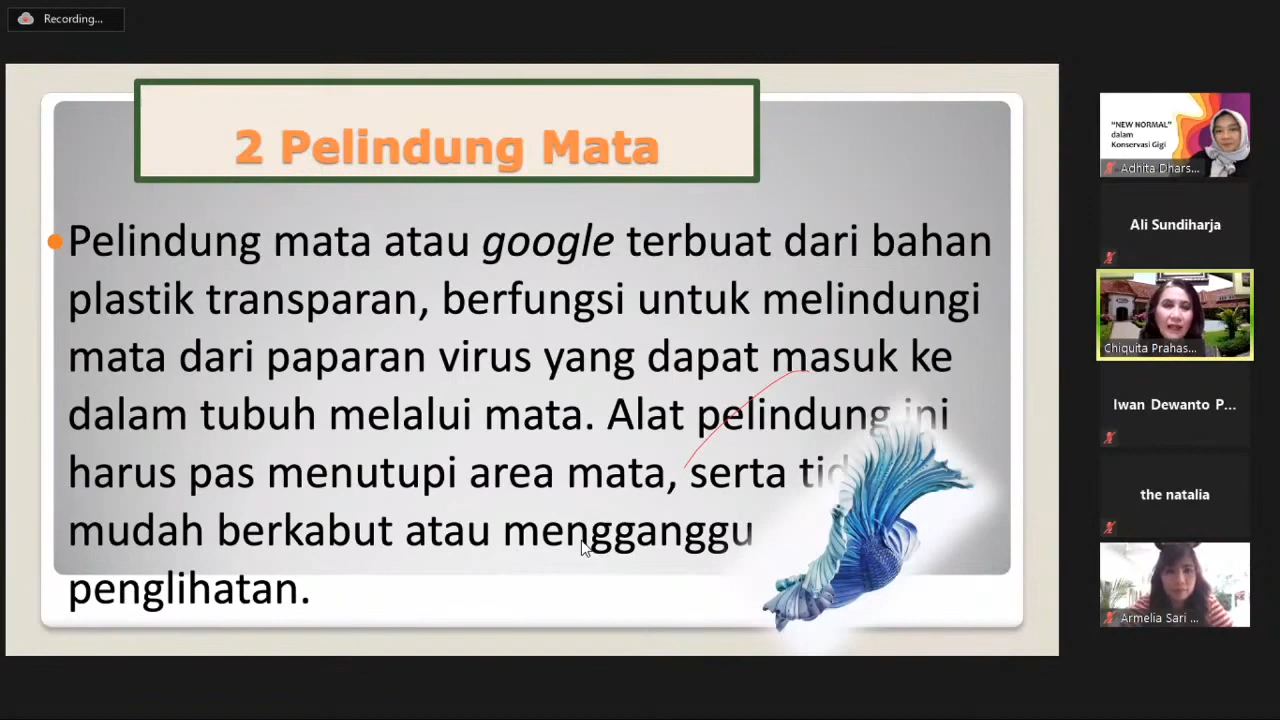 Recording...
2 Pelindung Mata
Pelindung mata atau google terbuat dari bahan
plastik transparan, berfungsi untuk melindungi
mata dari paparan virus yang dapat masuk ke
dalam tubuh melalui mata. Alat pelindung ini
harus pas menutupi area mata, serta tid
mudah berkabut atau mengganggu
penglihatan.
"NEW NORMAL"
dalam
Konservasi Gigi
Adhita Dhars...
Ali Sundiharja
Chiquita Prahas...
Iwan Dewanto P...
the natalia
Armelia Sari ...